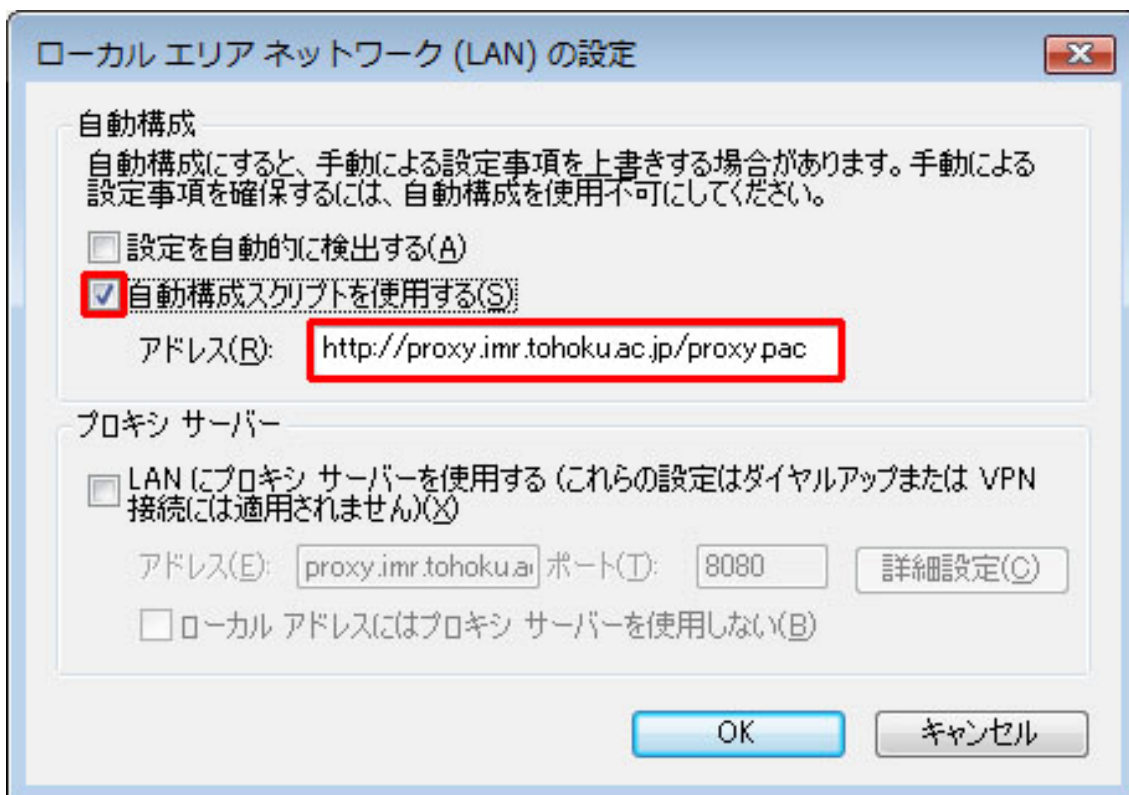 ローカル エリア ネットワーク (LAN) の設定
自動構成
自動構成にすると、手動による設定事項を上書きする場合があります。手動による
設定事項を確保するには、自動構成を使用不可にしてください。
設定を自動的に検出する(A)
自動構成スクリプトを使用する(S)
アドレス(R): http://proxy.imr.tohoku.ac.jp/proxy.pac
プロキシ サーバー
LAN にプロキシ サーバーを使用する (これらの設定はダイヤルアップまたは VPN
接続には適用されません)(X)
アドレス(E): proxy.imr.tohoku.a ポート(T): 8080 詳細設定(C)
ローカル アドレスにはプロキシ サーバーを使用しない(B)
OK キャンセル